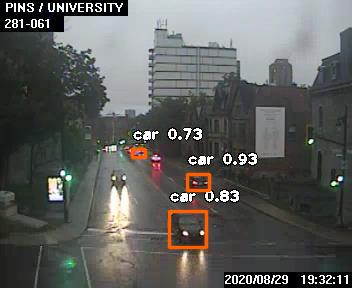 PINS / UNIVERSITY
281-061
car 0.73
car 0.93
car 0.83
2020/08/29 19:32:11